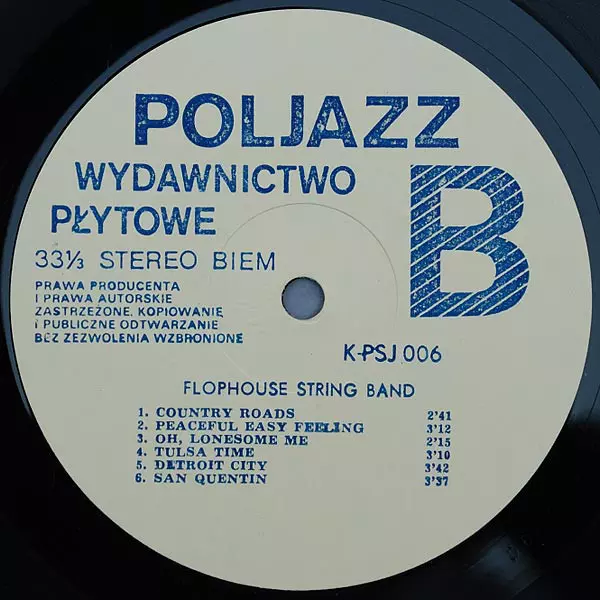 POLJAZZ
WYDAWNICTWO
PŁYTOWE
B
33⅓ STEREO BIEM
PRAWA PRODUCENTA
I PRAWA AUTORSKIE
ZASTRZEŻONE, KOPIOWANIE
I PUBLICZNE ODTWARZANIE
BEZ ZEZWOLENIA WZBRONIONE
K-PSJ 006
FLOPHOUSE STRING BAND
1. COUNTRY ROADS 2'41
2. PEACEFUL EASY FEELING 3'12
3. OH, LONESOME ME 2'15
4. TULSA TIME 3'10
5. DETROIT CITY 3'42
6. SAN QUENTIN 3'37